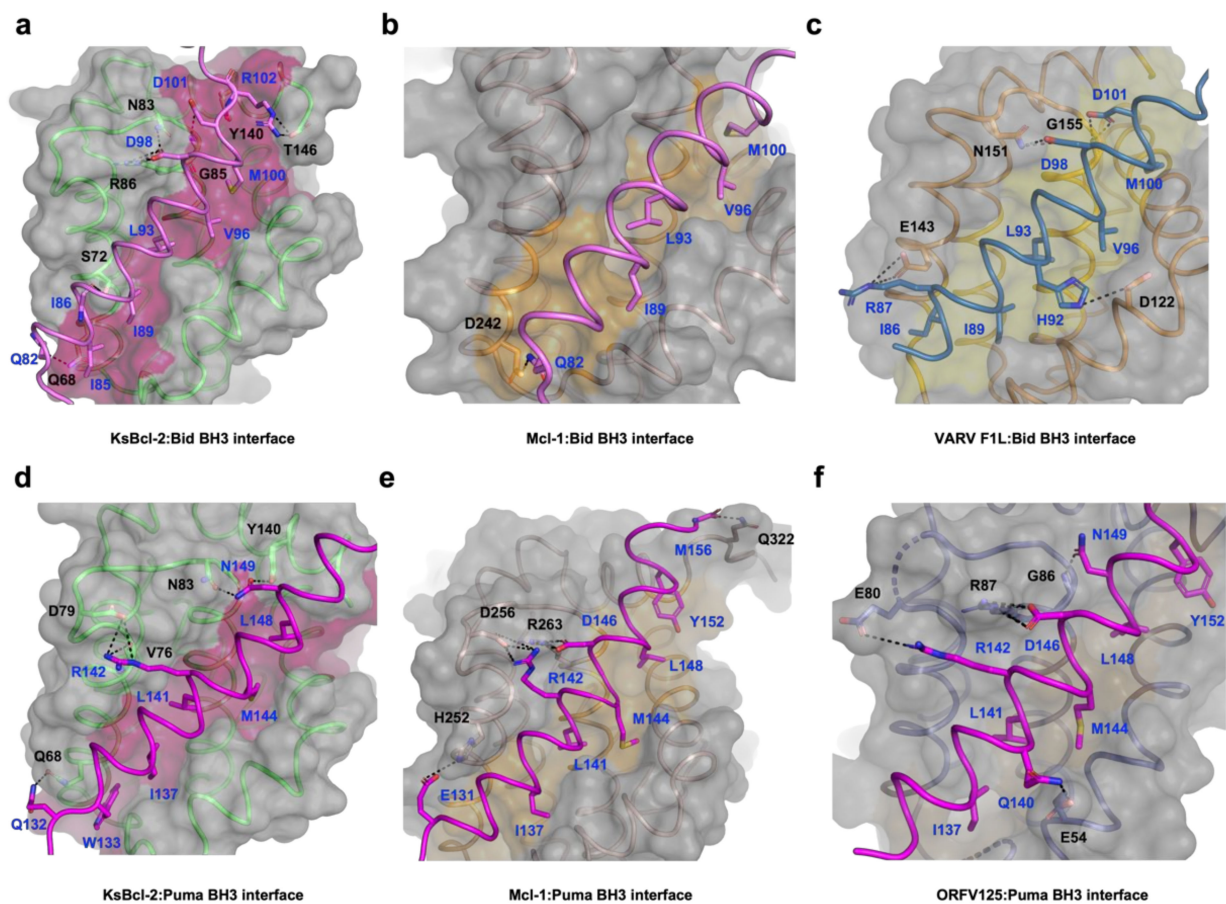 a
D101
R102
N83
D98
Y140
T146
R86
G85
M100
L93
V96
S72
I86
I89
Q82
Q68
I85
KsBcl-2:Bid BH3 interface
b
M100
V96
L93
I89
D242
Q82
Mcl-1:Bid BH3 interface
c
D101
G155
N151
D98
M100
E143
L93
V96
R87
H92
D122
I86
I89
VARV F1L:Bid BH3 interface
d
Y140
N83
N149
D79
L148
V76
R142
L141
M144
Q68
I137
Q132
W133
KsBcl-2:Puma BH3 interface
e
Q322
M156
D256
R263
D146
Y152
R142
L148
H252
M144
L141
E131
I137
Mcl-1:Puma BH3 interface
f
N149
G86
R87
E80
Y152
R142
D146
L148
L141
M144
Q140
I137
E54
ORFV125:Puma BH3 interface